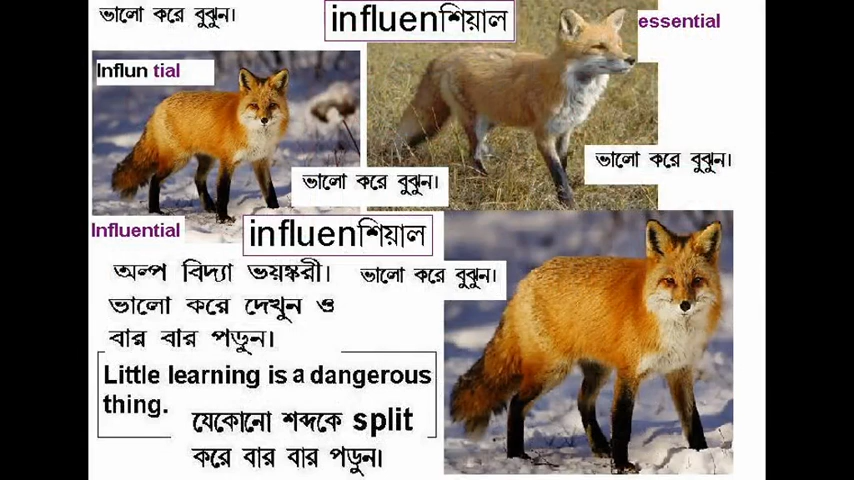 ভালো করে বুঝুন।
influenশিয়াল
essential
Influn tial
ভালো করে বুঝুন।
ভালো করে বুঝুন।
Influential
influenশিয়াল
অল্প বিদ্যা ভয়ঙ্করী।
ভালো করে বুঝুন।
ভালো করে দেখুন ও
বার বার পড়ুন।
Little learning is a dangerous
thing.
যেকোনো শব্দকে split
করে বার বার পড়ুন।